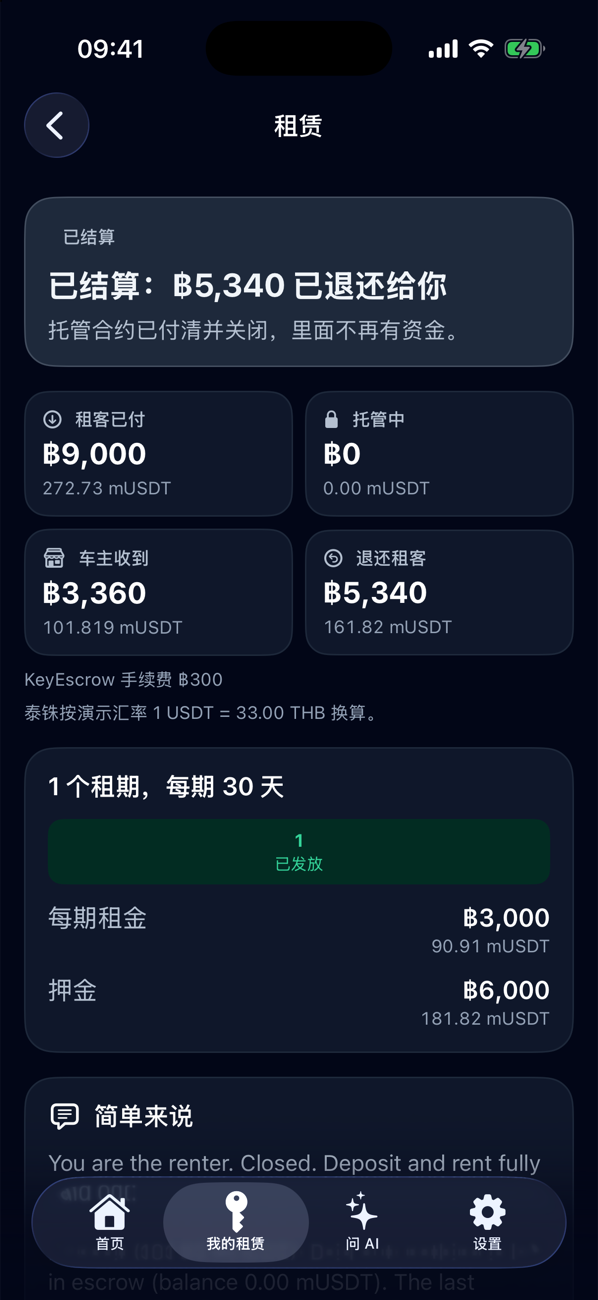 09:41
租赁
已结算
已结算：฿5,340 已退还给你
托管合约已付清并关闭，里面不再有资金。
租客已付
฿9,000
272.73 mUSDT
托管中
฿0
0.00 mUSDT
车主收到
฿3,360
101.819 mUSDT
退还租客
฿5,340
161.82 mUSDT
KeyEscrow 手续费 ฿300
泰铢按演示汇率 1 USDT = 33.00 THB 换算。
1 个租期，每期 30 天
1
已发放
每期租金
฿3,000
90.91 mUSDT
押金
฿6,000
181.82 mUSDT
简单来说
You are the renter. Closed. Deposit and rent fully
首页
我的租赁
问 AI
设置
in escrow (balance 0.00 mUSDT). The last